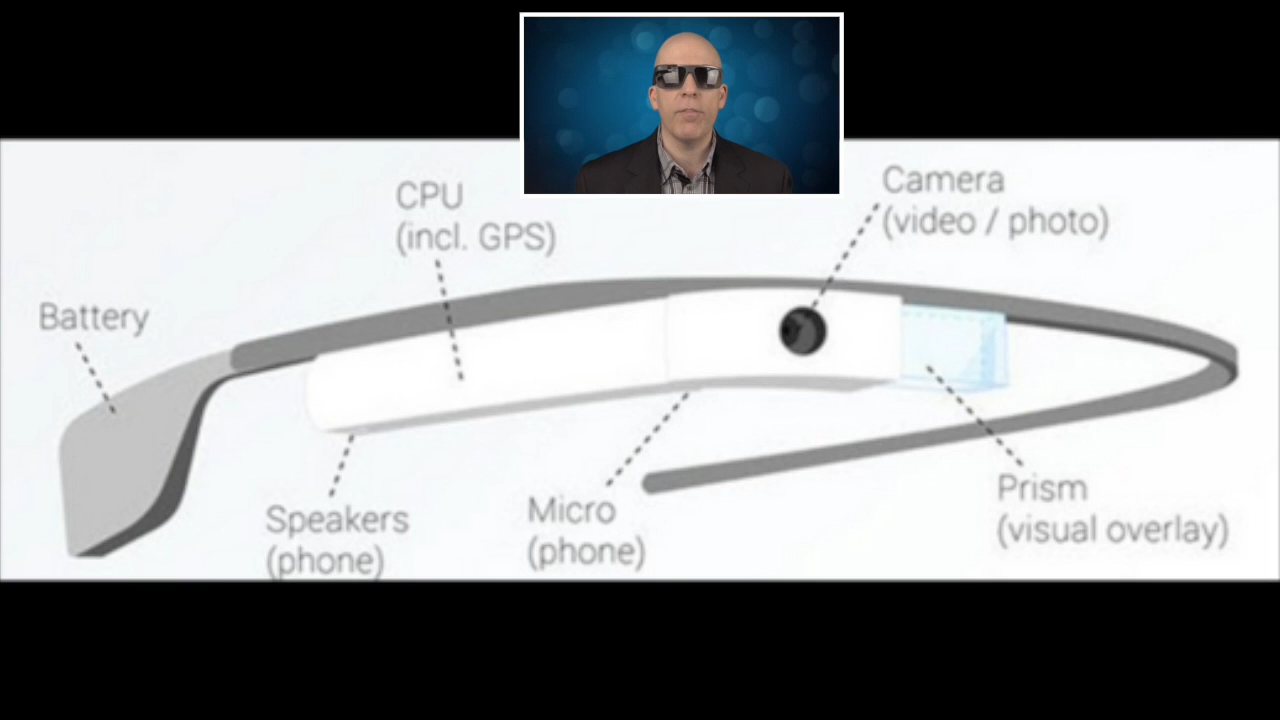 CPU
(incl. GPS)
Camera
(video / photo)
Battery
Speakers
(phone)
Micro
(phone)
Prism
(visual overlay)